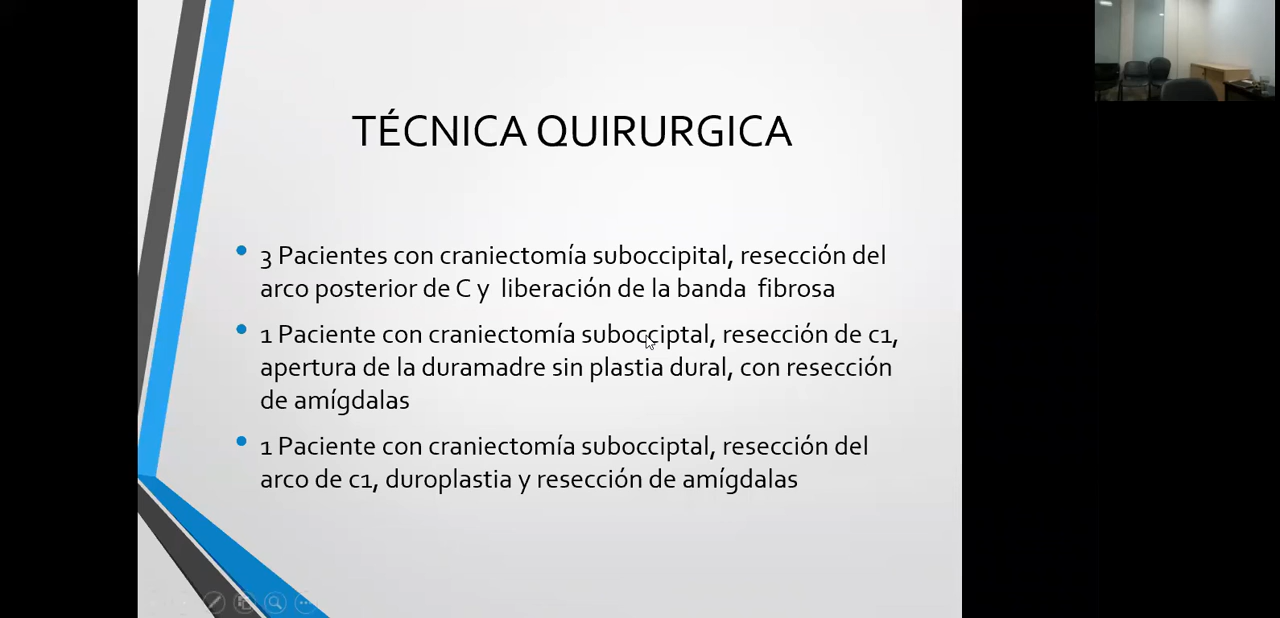 TÉCNICA QUIRURGICA
3 Pacientes con craniectomía suboccipital, resección del
arco posterior de C y liberación de la banda fibrosa
1 Paciente con craniectomía subocciptal, resección de c1,
apertura de la duramadre sin plastia dural, con resección
de amígdalas
1 Paciente con craniectomía subocciptal, resección del
arco de c1, duroplastia y resección de amígdalas